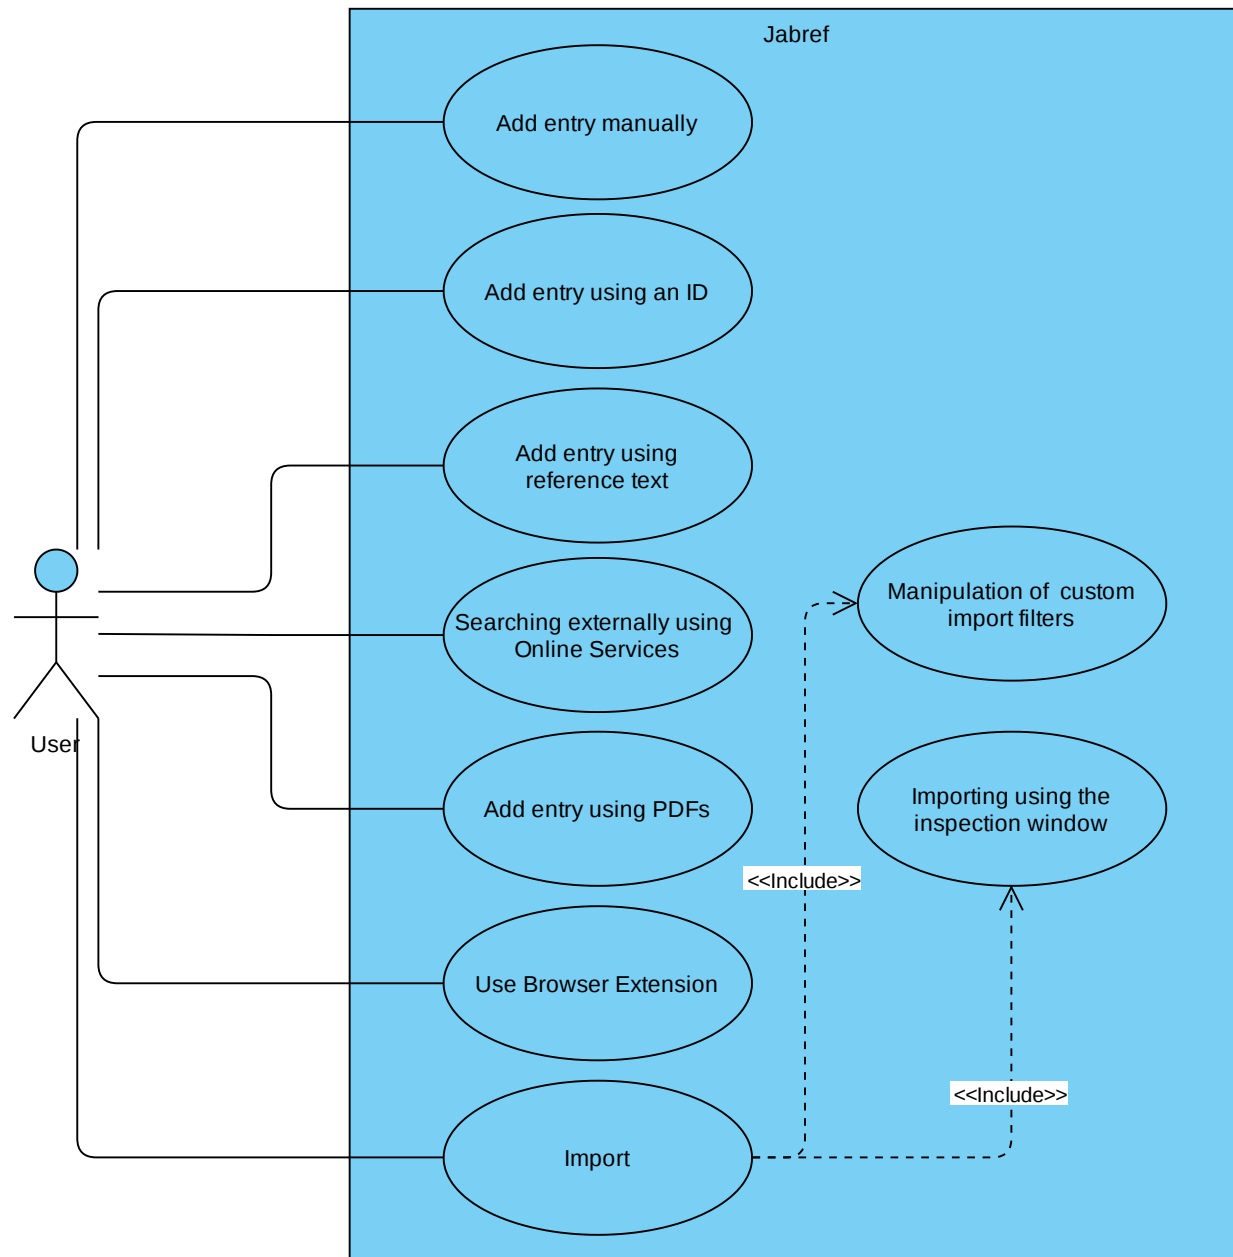 Jabref
Add entry manually
Add entry using an ID
Add entry using
reference text
Searching externally using
Online Services
Manipulation of  custom
import filters
User
Add entry using PDFs
Importing using the
inspection window
<<Include>>
Use Browser Extension
<<Include>>
Import